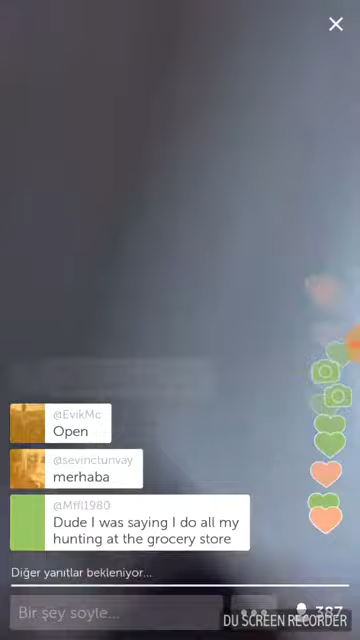 @EvikMc
Open
@sevinctunvay
merhaba
@Mffl1980
Dude I was saying I do all my
hunting at the grocery store
Diğer yanıtlar bekleniyor...
Bir şey söyle...
387
DU SCREEN RECORDER